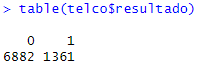 > table(telco$resultado)
0 1
6882 1361